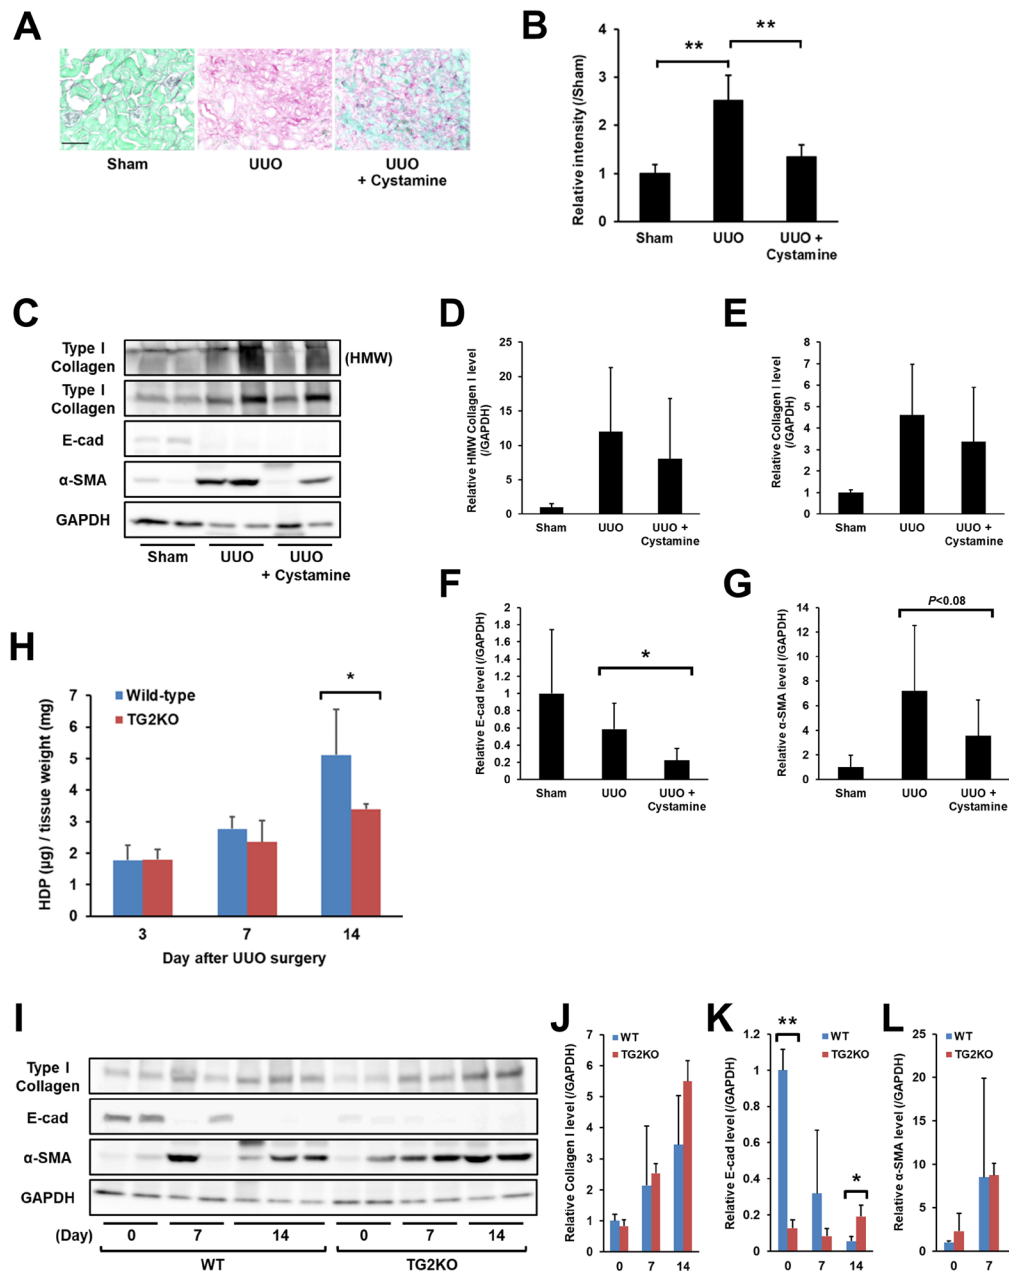 A
Sham
UUO
UUO
+ Cystamine
B
Relative intensity (/Sham)
4
3
2
1
0
**
**
Sham
UUO
UUO +
Cystamine
C
Type I
Collagen
(HMW)
Type I
Collagen
E-cad
α-SMA
GAPDH
Sham
UUO
UUO
+ Cystamine
D
Relative HMW Collagen I level
(/GAPDH)
25
20
15
10
5
0
Sham
UUO
UUO +
Cystamine
E
Relative Collagen I level
(/GAPDH)
8
7
6
5
4
3
2
1
0
Sham
UUO
UUO +
Cystamine
F
Relative E-cad level (/GAPDH)
2
1.8
1.6
1.4
1.2
1
0.8
0.6
0.4
0.2
0
*
Sham
UUO
UUO +
Cystamine
G
Relative α-SMA level (/GAPDH)
14
12
10
8
6
4
2
0
P<0.08
Sham
UUO
UUO +
Cystamine
H
HDP (μg) / tissue weight (mg)
7
6
5
4
3
2
1
0
Wild-type
TG2KO
*
3
7
14
Day after UUO surgery
I
Type I
Collagen
E-cad
α-SMA
GAPDH
(Day)
0
7
14
0
7
14
WT
TG2KO
J
Relative Collagen I level (/GAPDH)
7
6
5
4
3
2
1
0
WT
TG2KO
0
7
14
K
Relative E-cad level (/GAPDH)
1.2
1
0.8
0.6
0.4
0.2
0
**
WT
TG2KO
*
0
7
14
L
Relative α-SMA level (/GAPDH)
25
20
15
10
5
0
WT
TG2KO
0
7